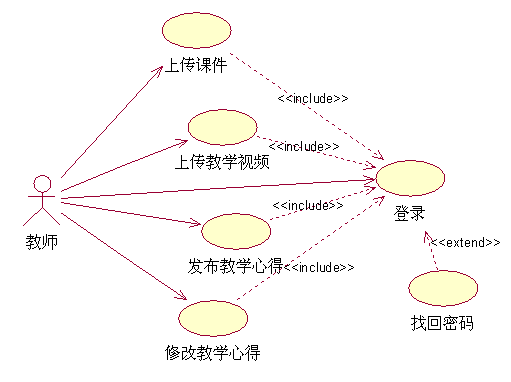 上传课件
<<include>>
<<include>>
上传教学视频
<<include>>
登录
教师
<<extend>>
发布教学心得
<<include>>
找回密码
修改教学心得